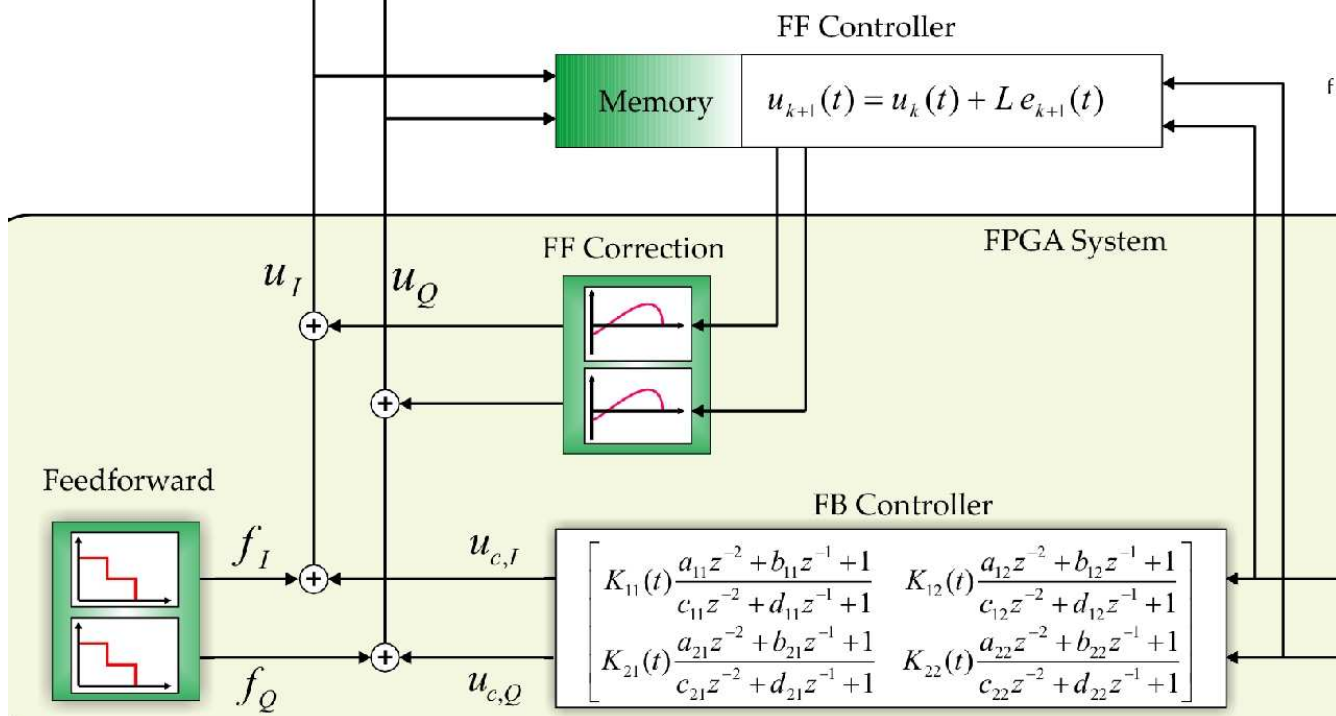 FF Controller
Memory
u_{k+1}(t) = u_k(t) + L e_{k+1}(t)
f
FPGA System
FF Correction
u_I
u_Q
Feedforward
FB Controller
f_I
u_{c,I}
K_{11}(t) \frac{a_{11}z^{-2} + b_{11}z^{-1} + 1}{c_{11}z^{-2} + d_{11}z^{-1} + 1} K_{12}(t) \frac{a_{12}z^{-2} + b_{12}z^{-1} + 1}{c_{12}z^{-2} + d_{12}z^{-1} + 1}
K_{21}(t) \frac{a_{21}z^{-2} + b_{21}z^{-1} + 1}{c_{21}z^{-2} + d_{21}z^{-1} + 1} K_{22}(t) \frac{a_{22}z^{-2} + b_{22}z^{-1} + 1}{c_{22}z^{-2} + d_{22}z^{-1} + 1}
f_Q
u_{c,Q}